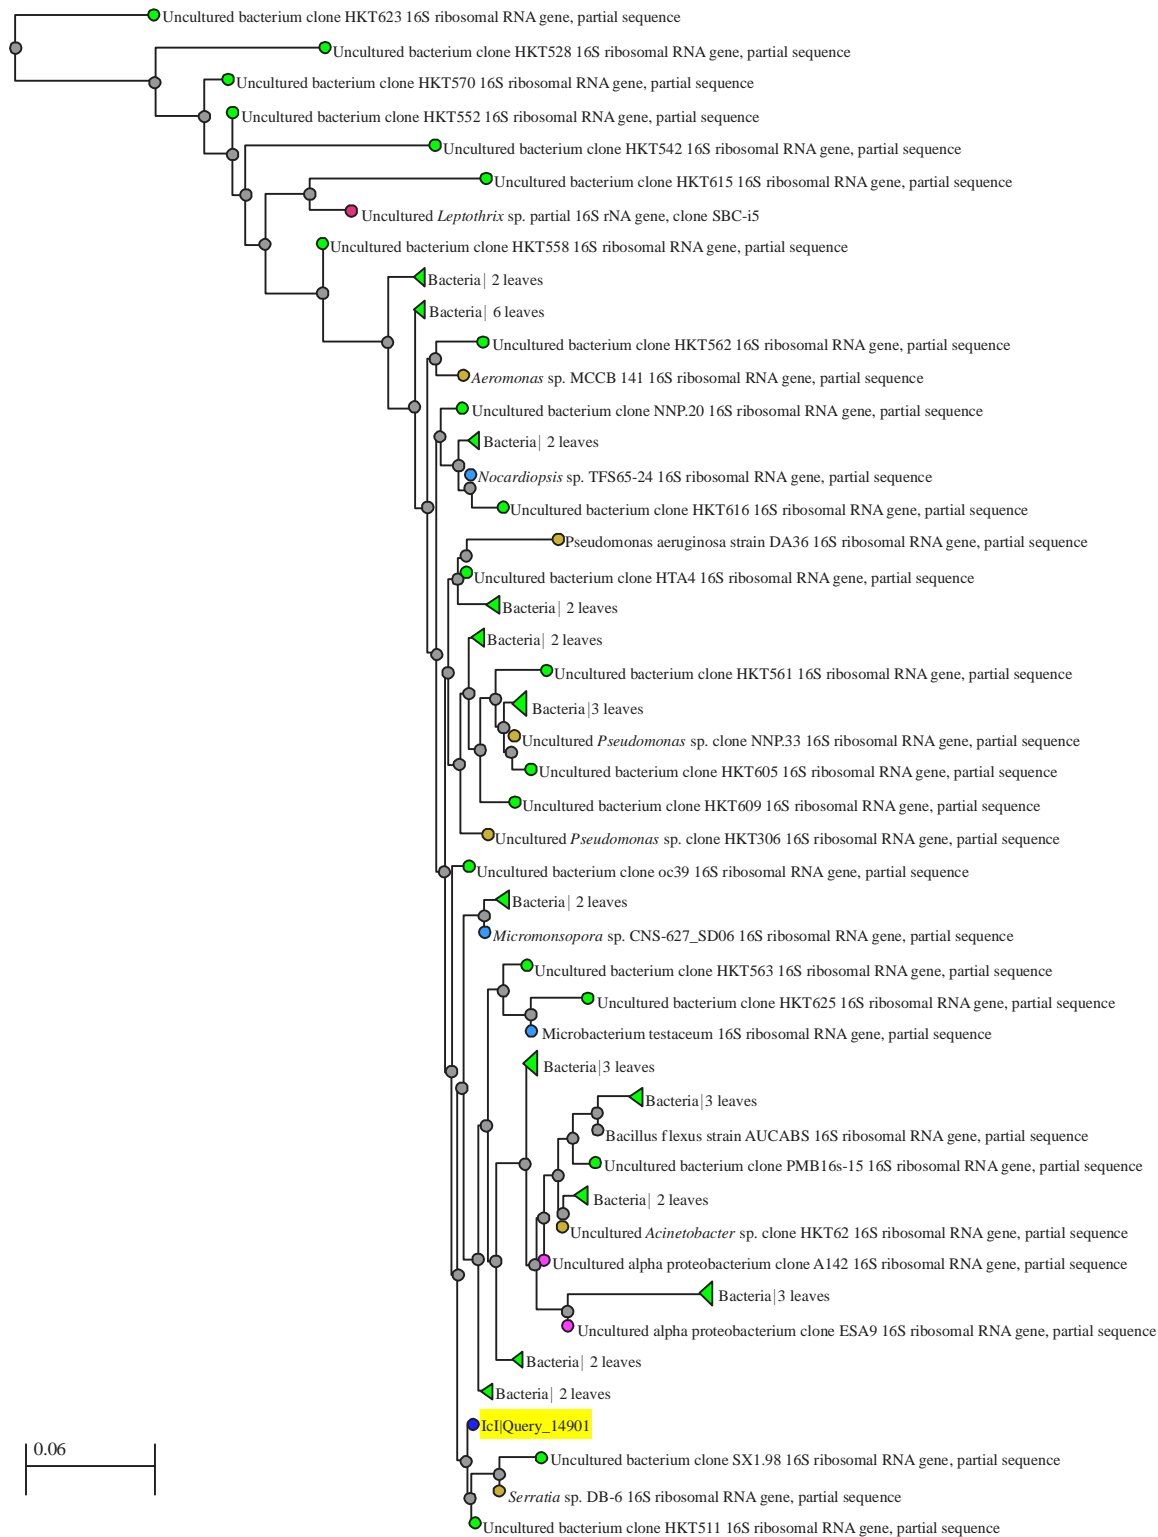 Uncultured bacterium clone HKT623 16S ribosomal RNA gene, partial sequence
Uncultured bacterium clone HKT528 16S ribosomal RNA gene, partial sequence
Uncultured bacterium clone HKT570 16S ribosomal RNA gene, partial sequence
Uncultured bacterium clone HKT552 16S ribosomal RNA gene, partial sequence
Uncultured bacterium clone HKT542 16S ribosomal RNA gene, partial sequence
Uncultured bacterium clone HKT615 16S ribosomal RNA gene, partial sequence
Uncultured Leptothrix sp. partial 16S rNA gene, clone SBC-i5
Uncultured bacterium clone HKT558 16S ribosomal RNA gene, partial sequence
Bacteria| 2 leaves
Bacteria| 6 leaves
Uncultured bacterium clone HKT562 16S ribosomal RNA gene, partial sequence
Aeromonas sp. MCCB 141 16S ribosomal RNA gene, partial sequence
Uncultured bacterium clone NNP.20 16S ribosomal RNA gene, partial sequence
Bacteria| 2 leaves
Nocardiopsis sp. TFS65-24 16S ribosomal RNA gene, partial sequence
Uncultured bacterium clone HKT616 16S ribosomal RNA gene, partial sequence
Pseudomonas aeruginosa strain DA36 16S ribosomal RNA gene, partial sequence
Uncultured bacterium clone HTA4 16S ribosomal RNA gene, partial sequence
Bacteria| 2 leaves
Bacteria| 2 leaves
Uncultured bacterium clone HKT561 16S ribosomal RNA gene, partial sequence
Bacteria|3 leaves
Uncultured Pseudomonas sp. clone NNP.33 16S ribosomal RNA gene, partial sequence
Uncultured bacterium clone HKT605 16S ribosomal RNA gene, partial sequence
Uncultured bacterium clone HKT609 16S ribosomal RNA gene, partial sequence
Uncultured Pseudomonas sp. clone HKT306 16S ribosomal RNA gene, partial sequence
Uncultured bacterium clone oc39 16S ribosomal RNA gene, partial sequence
Bacteria| 2 leaves
Micromonsopora sp. CNS-627_SD06 16S ribosomal RNA gene, partial sequence
Uncultured bacterium clone HKT563 16S ribosomal RNA gene, partial sequence
Uncultured bacterium clone HKT625 16S ribosomal RNA gene, partial sequence
Microbacterium testaceum 16S ribosomal RNA gene, partial sequence
Bacteria|3 leaves
Bacteria|3 leaves
Bacillus flexus strain AUCABS 16S ribosomal RNA gene, partial sequence
Uncultured bacterium clone PMB16s-15 16S ribosomal RNA gene, partial sequence
Bacteria| 2 leaves
Uncultured Acinetobacter sp. clone HKT62 16S ribosomal RNA gene, partial sequence
Uncultured alpha proteobacterium clone A142 16S ribosomal RNA gene, partial sequence
Bacteria|3 leaves
Uncultured alpha proteobacterium clone ESA9 16S ribosomal RNA gene, partial sequence
Bacteria| 2 leaves
Bacteria| 2 leaves
IcI|Query_14901
0.06
Uncultured bacterium clone SX1.98 16S ribosomal RNA gene, partial sequence
Serratia sp. DB-6 16S ribosomal RNA gene, partial sequence
Uncultured bacterium clone HKT511 16S ribosomal RNA gene, partial sequence